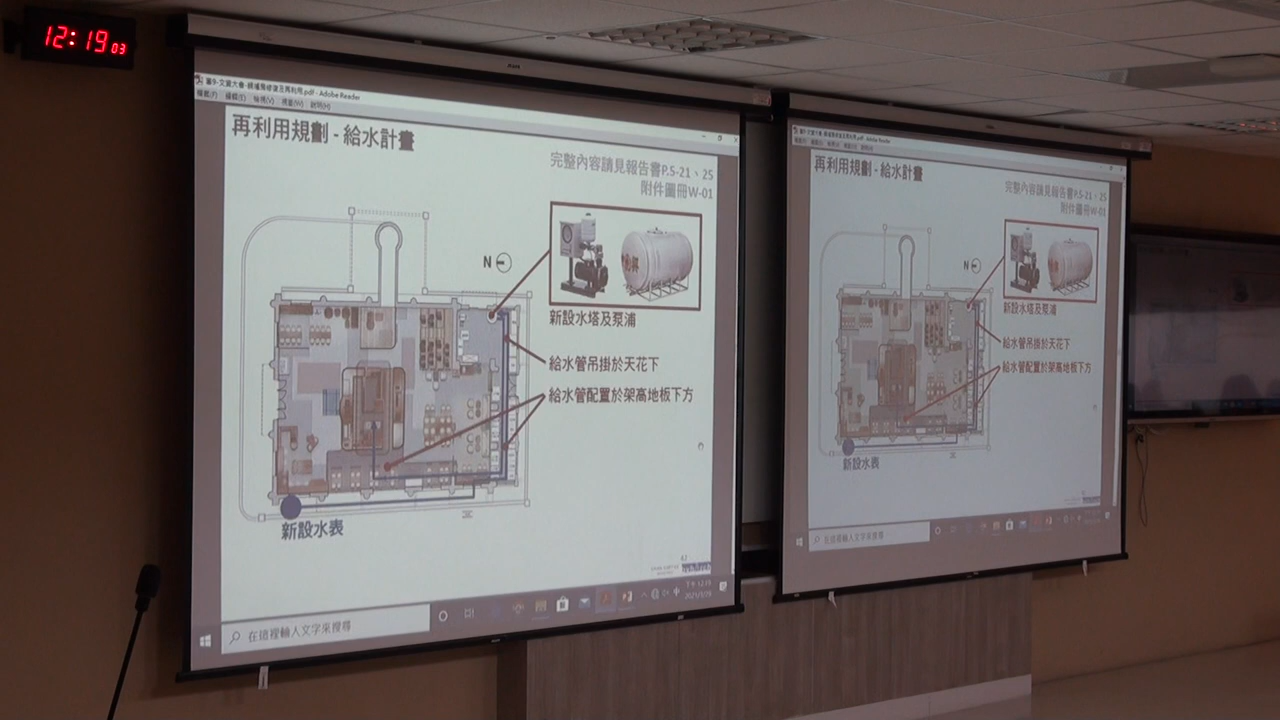 12:19 03
再利用規劃 - 給水計畫
完整內容請見報告書P.5-21、25
附件圖冊W-01
N
新設水塔及泵浦
給水管吊掛於天花下
給水管配置於架高地板下方
新設水表
42
在這裡輸入文字來搜尋
再利用規劃 - 給水計畫
完整內容請見報告書P.5-21、25
附件圖冊W-01
N
新設水塔及泵浦
給水管吊掛於天花下
給水管配置於架高地板下方
新設水表
在這裡輸入文字來搜尋